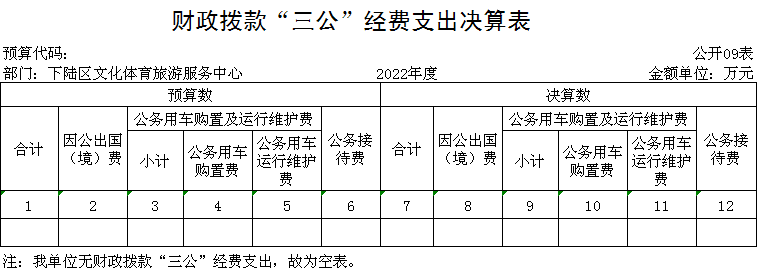 财政拨款“三公”经费支出决算表
预算代码： 公开09表
部门：下陆区文化体育旅游服务中心 2022年度 金额单位：万元
预算数 决算数
合计 因公出国（境）费 公务用车购置及运行维护费 公务接待费 合计 因公出国（境）费 公务用车购置及运行维护费 公务接待费
小计 公务用车购置费 公务用车运行维护费 小计 公务用车购置费 公务用车运行维护费
1 2 3 4 5 6 7 8 9 10 11 12
注：我单位无财政拨款“三公”经费支出，故为空表。